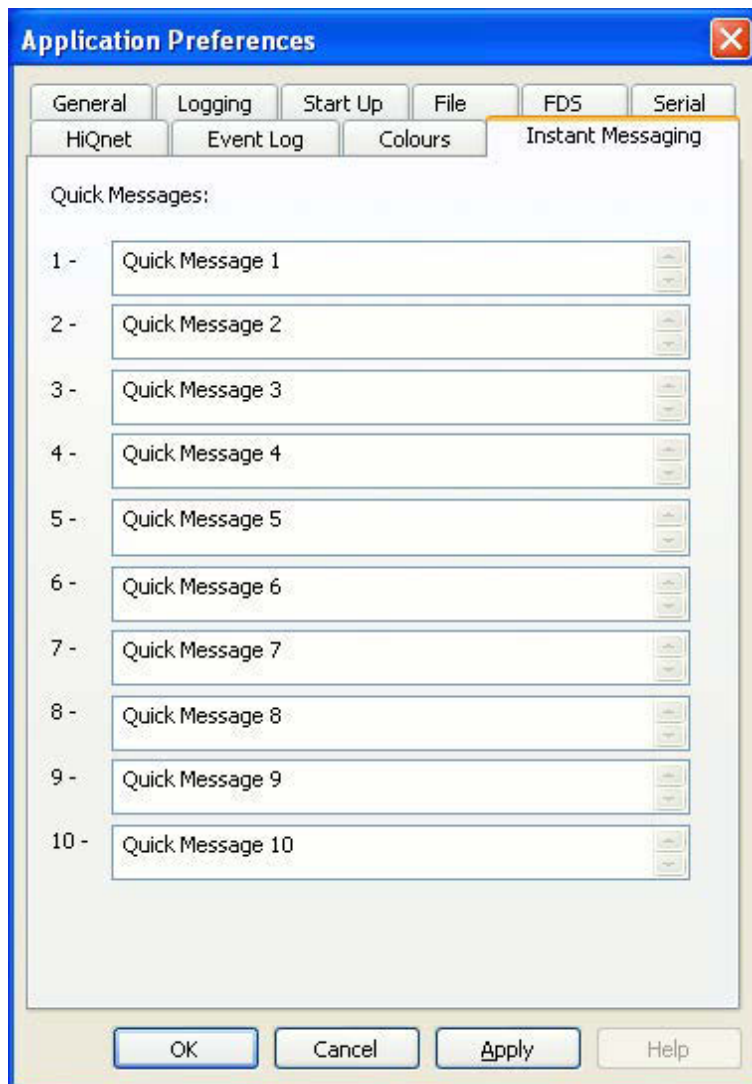 Application Preferences
General Logging Start Up File FDS Serial
HiQnet Event Log Colours Instant Messaging
Quick Messages:
1 - Quick Message 1
2 - Quick Message 2
3 - Quick Message 3
4 - Quick Message 4
5 - Quick Message 5
6 - Quick Message 6
7 - Quick Message 7
8 - Quick Message 8
9 - Quick Message 9
10 - Quick Message 10
OK Cancel Apply Help